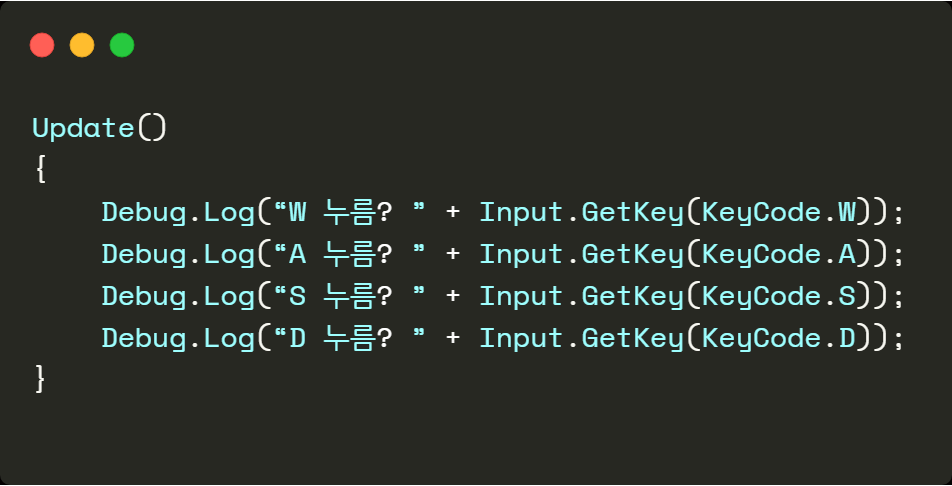 Update()
{
    Debug.Log(“W 누름? ” + Input.GetKey(KeyCode.W));
    Debug.Log(“A 누름? ” + Input.GetKey(KeyCode.A));
    Debug.Log(“S 누름? ” + Input.GetKey(KeyCode.S));
    Debug.Log(“D 누름? ” + Input.GetKey(KeyCode.D));
}